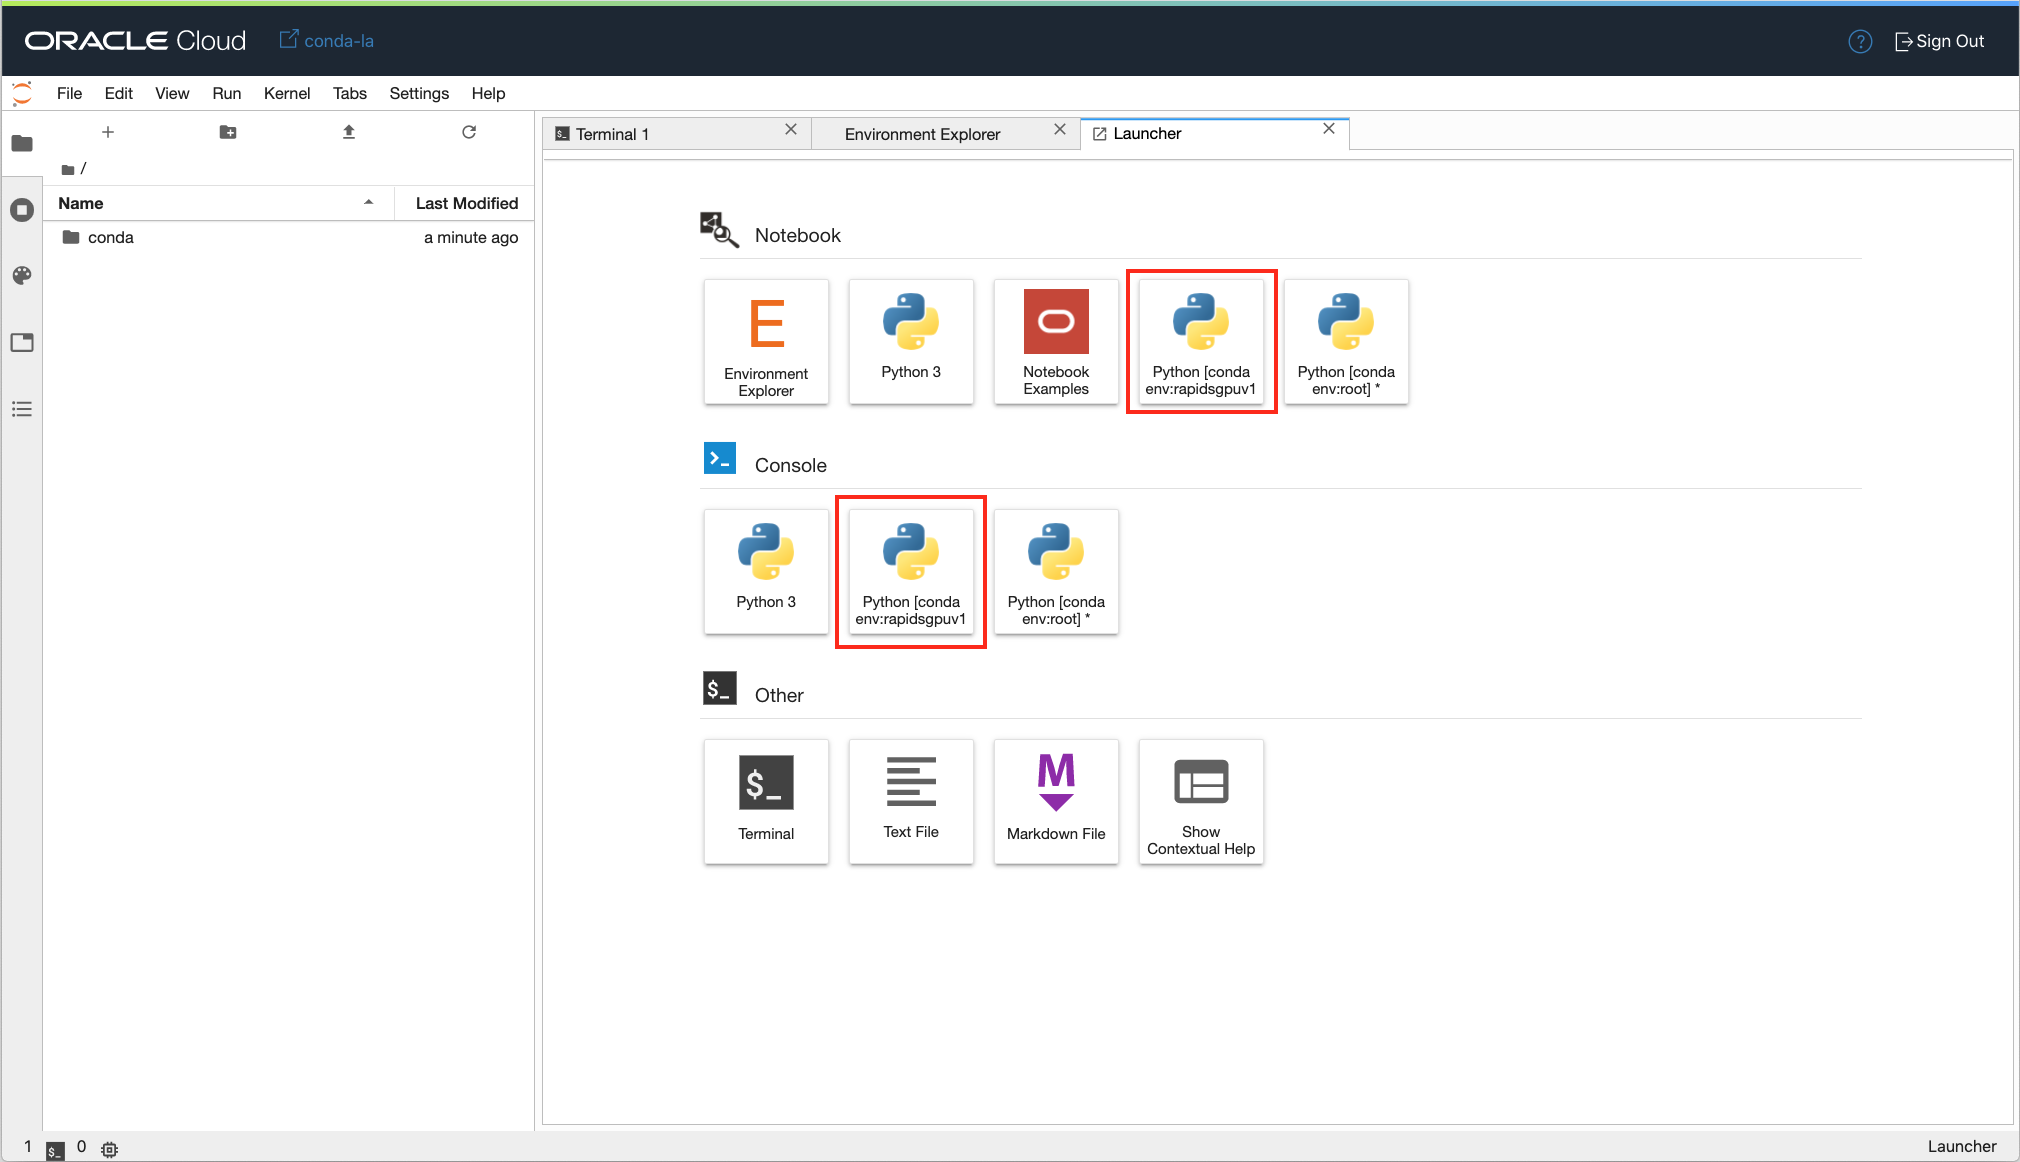 ORACLE Cloud conda-la ? Sign Out
File Edit View Run Kernel Tabs Settings Help
$_ Terminal 1 Environment Explorer Launcher
/
Name Last Modified
conda a minute ago
Notebook
E
Environment
Explorer
Python 3
Notebook
Examples
Python [conda
env:rapidsgpuv1
Python [conda
env:root] *
>_ Console
Python 3
Python [conda
env:rapidsgpuv1
Python [conda
env:root] *
$_ Other
$_
Terminal
Text File
M
Markdown File
Show
Contextual Help
1 $_ 0 Launcher